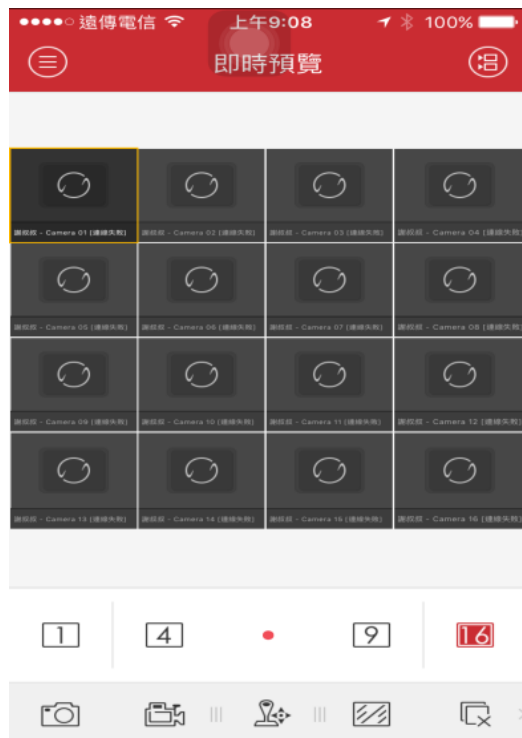 遠傳電信 上午9:08 100%
即時預覽
謝叔叔 - Camera 01 [連線失敗] 謝叔叔 - Camera 02 [連線失敗] 謝叔叔 - Camera 03 [連線失敗] 謝叔叔 - Camera 04 [連線失敗]
謝叔叔 - Camera 05 [連線失敗] 謝叔叔 - Camera 06 [連線失敗] 謝叔叔 - Camera 07 [連線失敗] 謝叔叔 - Camera 08 [連線失敗]
謝叔叔 - Camera 09 [連線失敗] 謝叔叔 - Camera 10 [連線失敗] 謝叔叔 - Camera 11 [連線失敗] 謝叔叔 - Camera 12 [連線失敗]
謝叔叔 - Camera 13 [連線失敗] 謝叔叔 - Camera 14 [連線失敗] 謝叔叔 - Camera 15 [連線失敗] 謝叔叔 - Camera 16 [連線失敗]
1 4 9 16